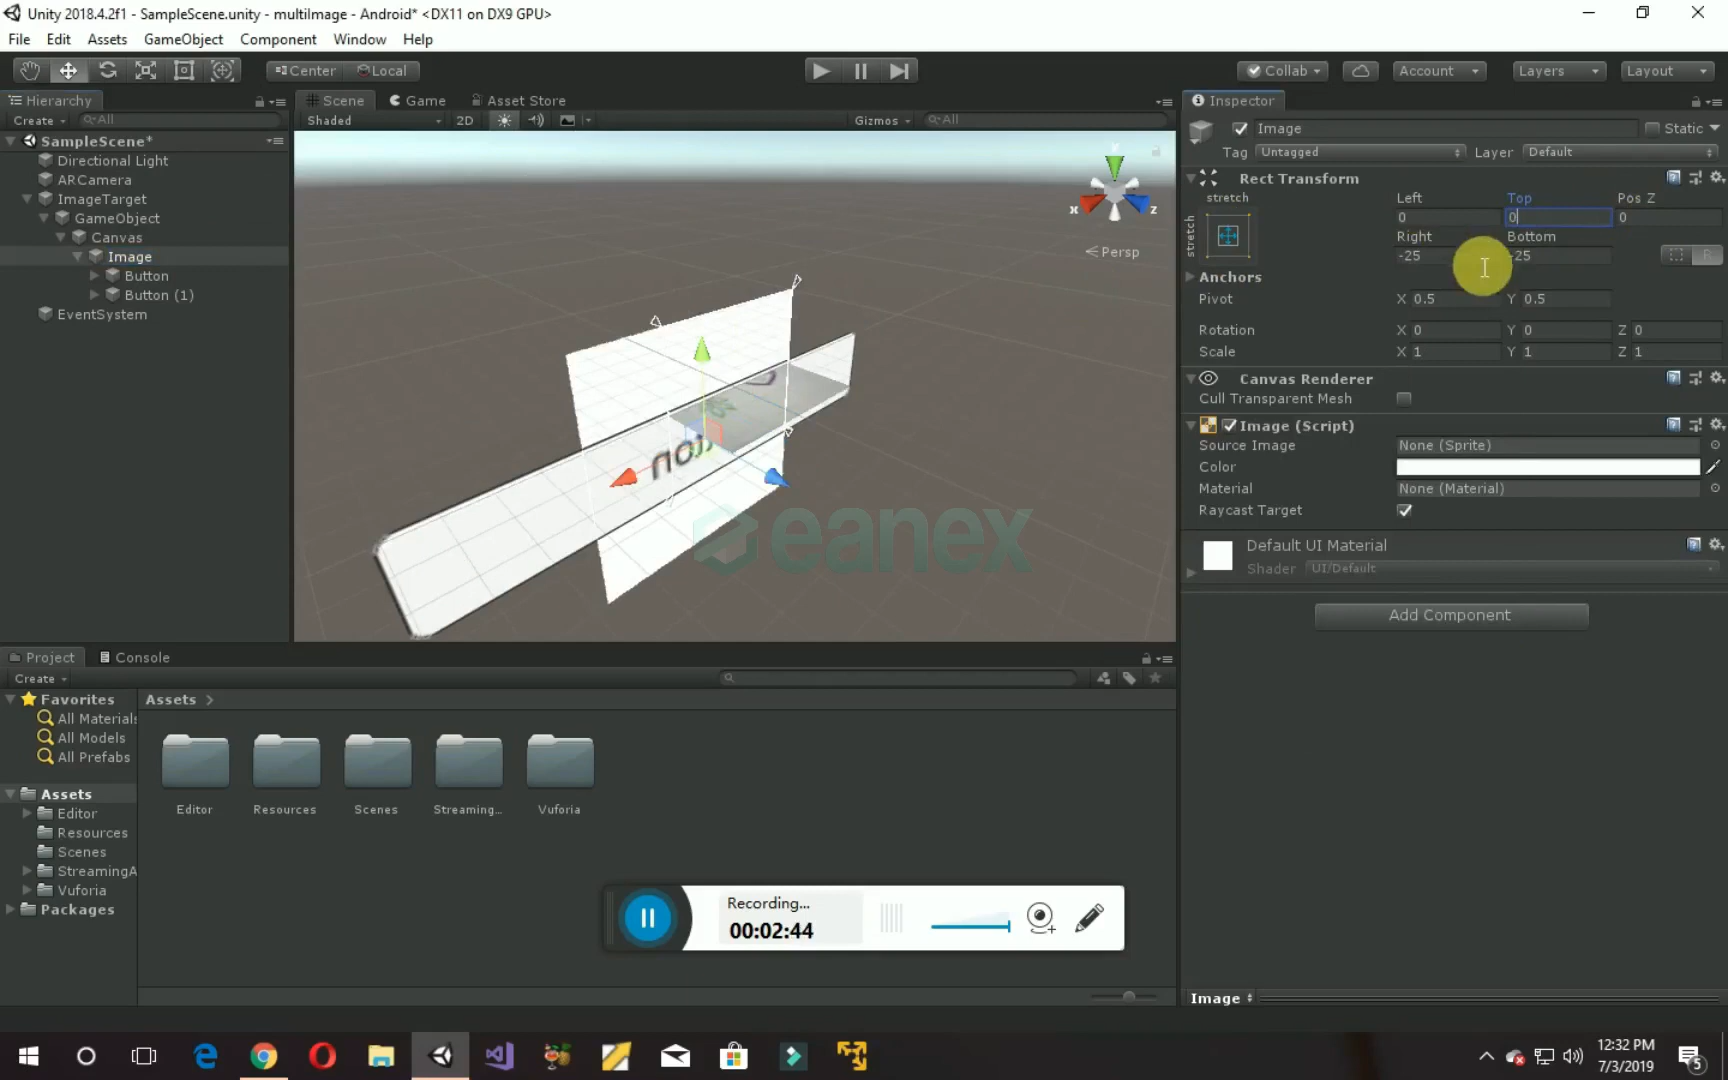 Unity 2018.4.2f1 - SampleScene.unity - multiImage - Android* <DX11 on DX9 GPU>
File Edit Assets GameObject Component Window Help
Center Local Collab Account Layers Layout
Hierarchy Scene Game Asset Store Inspector
Create All Shaded 2D Gizmos All
Image Static
Tag Untagged Layer Default
SampleScene*
Directional Light
ARCamera
ImageTarget
GameObject
Canvas
Image
Button
Button (1)
EventSystem
y
x z
Persp
Rect Transform
stretch Left Top Pos Z
0 0 0
stretch
Right Bottom
-25 -25 R
Anchors
Pivot X 0.5 Y 0.5
Rotation X 0 Y 0 Z 0
Scale X 1 Y 1 Z 1
Canvas Renderer
Cull Transparent Mesh
Image (Script)
Source Image None (Sprite)
Color
Material None (Material)
Raycast Target
Default UI Material
Shader UI/Default
Add Component
eanex
Project Console
Create
Favorites
All Materials
All Models
All Prefabs
Assets
Editor
Resources
Scenes
StreamingA
Vuforia
Packages
Assets
Editor Resources Scenes Streaming... Vuforia
Recording...
00:02:44
Image
12:32 PM
7/3/2019
5